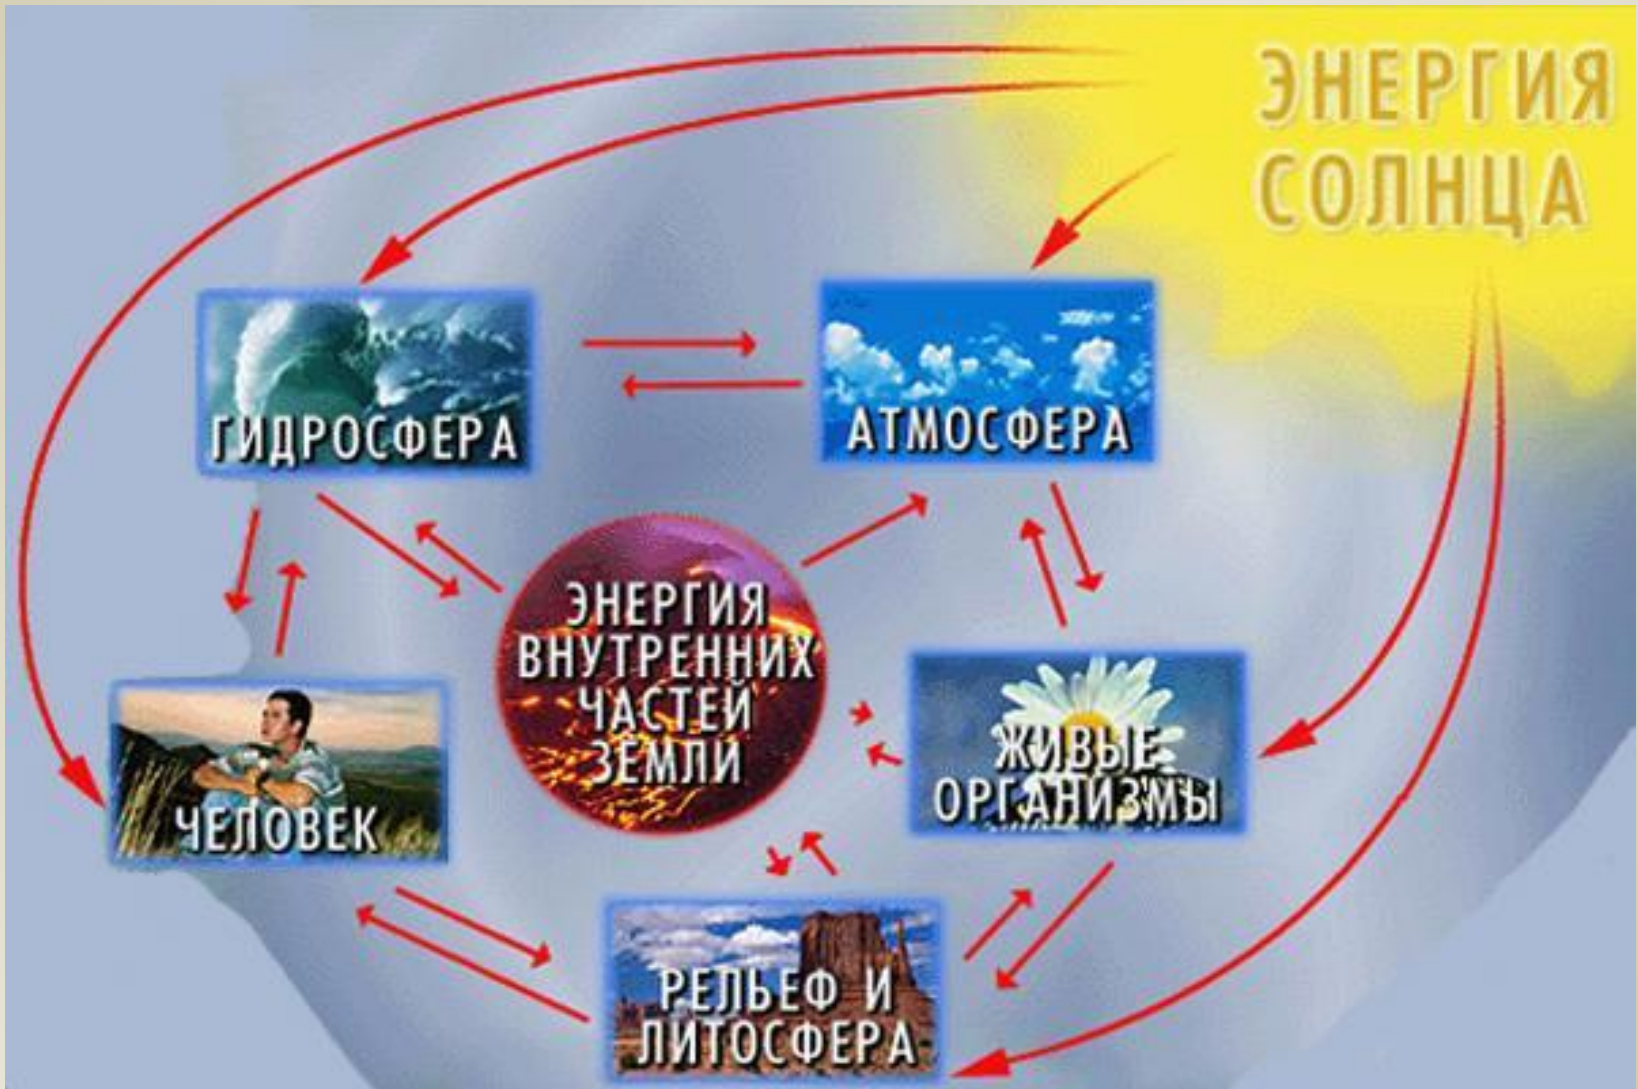 ЭНЕРГИЯ
СОЛНЦА
ГИДРОСФЕРА
АТМОСФЕРА
ЭНЕРГИЯ
ВНУТРЕННИХ
ЧАСТЕЙ
ЗЕМЛИ
ЖИВЫЕ
ОРГАНИЗМЫ
ЧЕЛОВЕК
РЕЛЬЕФ И
ЛИТОСФЕРА